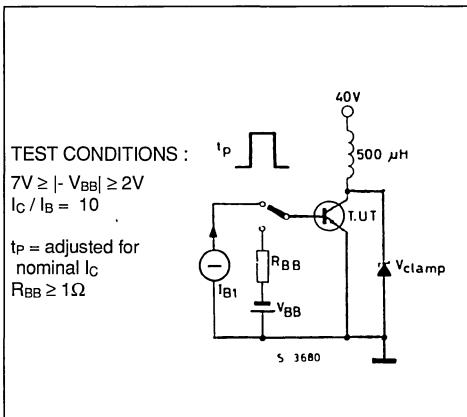 TEST CONDITIONS :
7V ≥ |- VBB| ≥ 2V
IC / IB = 10
tP = adjusted for
nominal IC
RBB ≥ 1Ω
tp
40V
500 μH
T.UT
RBB
IB1
VBB
Vclamp
S 3680